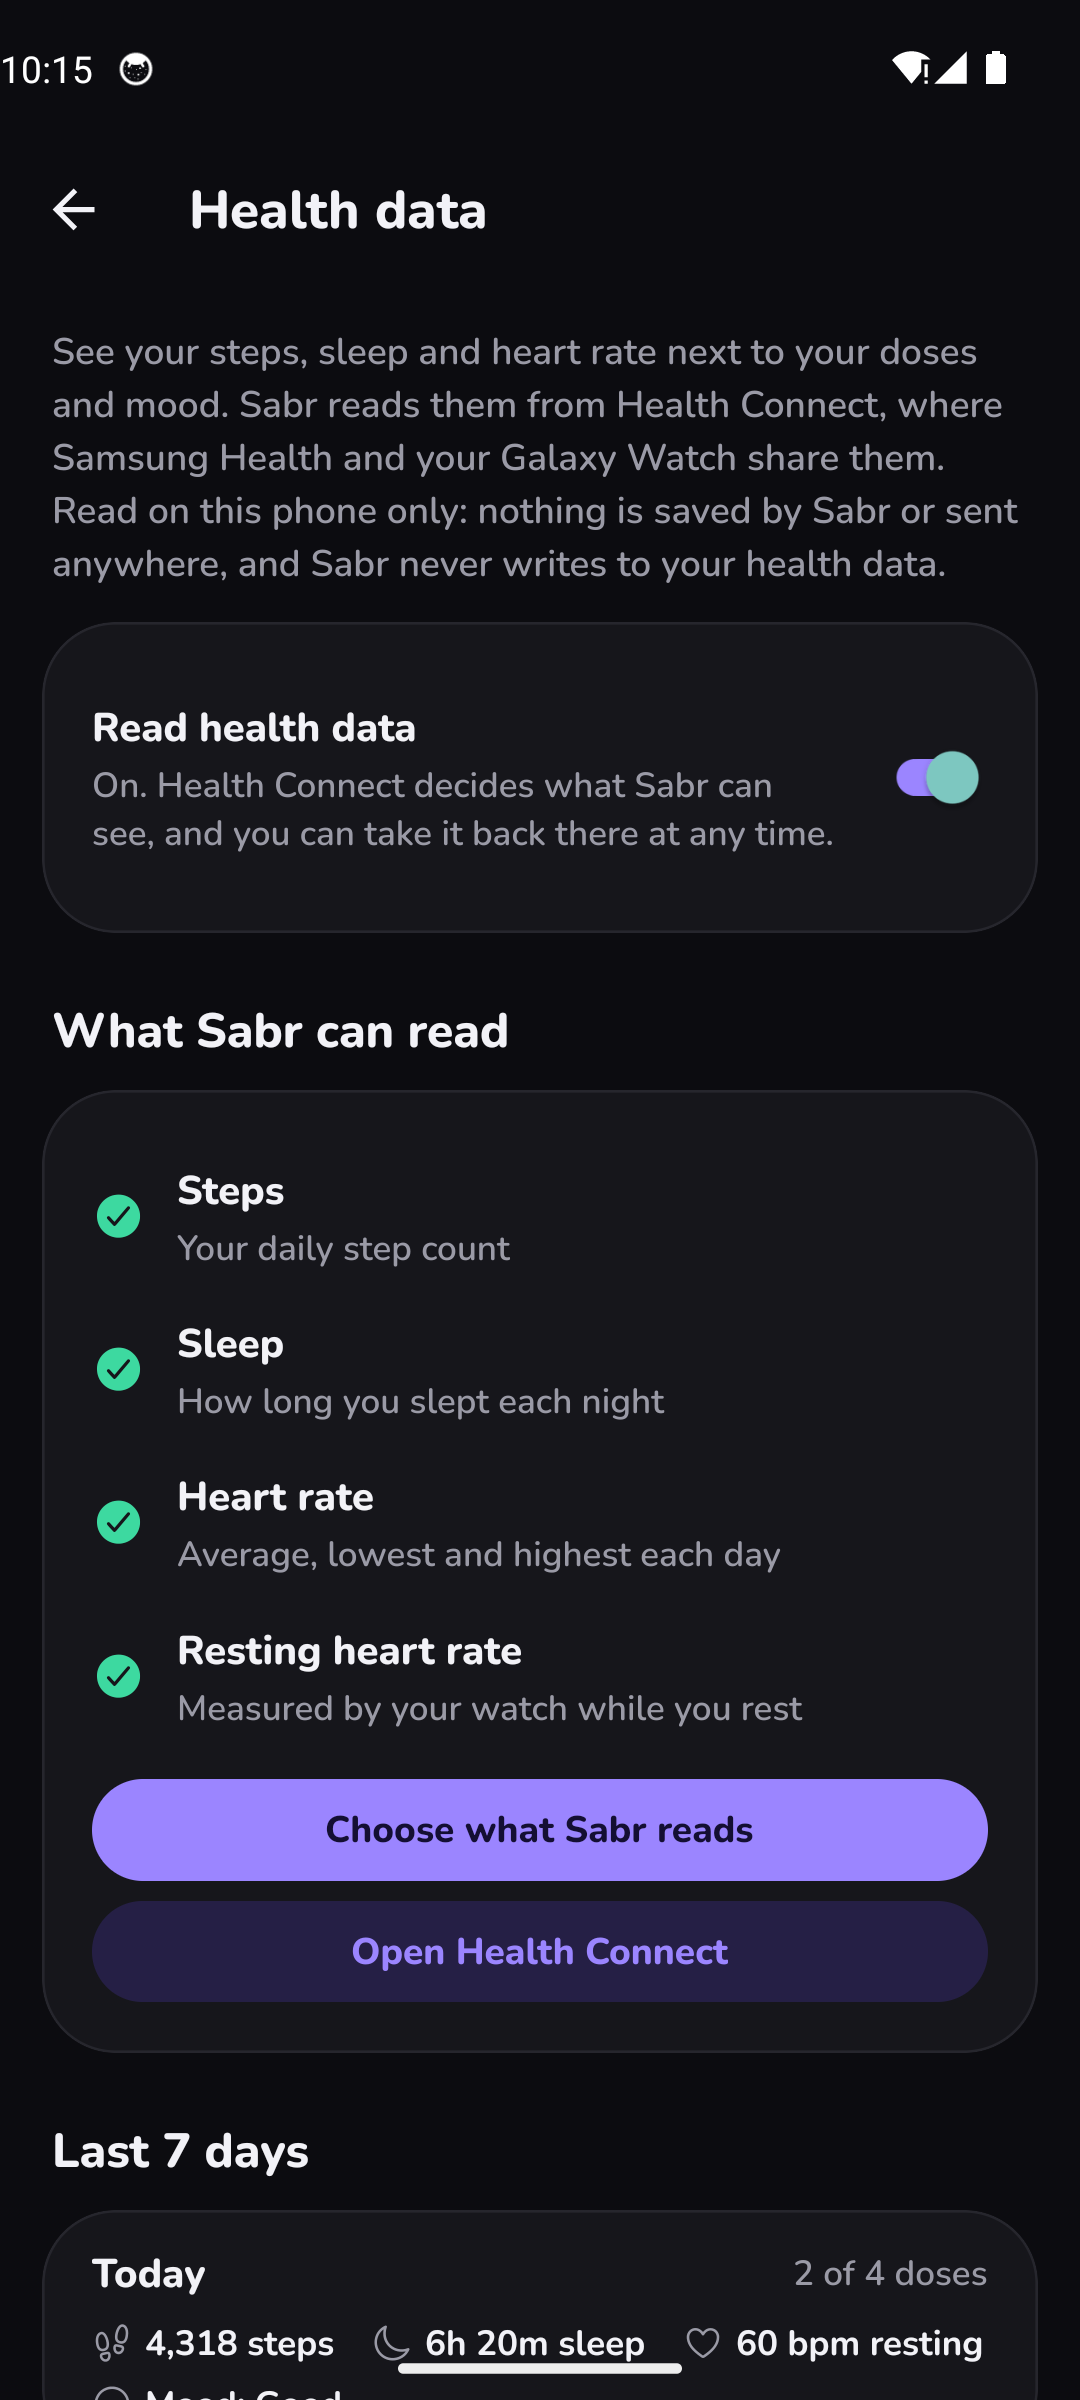 10:15
Health data
See your steps, sleep and heart rate next to your doses
and mood. Sabr reads them from Health Connect, where
Samsung Health and your Galaxy Watch share them.
Read on this phone only: nothing is saved by Sabr or sent
anywhere, and Sabr never writes to your health data.
Read health data
On. Health Connect decides what Sabr can
see, and you can take it back there at any time.
What Sabr can read
Steps
Your daily step count
Sleep
How long you slept each night
Heart rate
Average, lowest and highest each day
Resting heart rate
Measured by your watch while you rest
Choose what Sabr reads
Open Health Connect
Last 7 days
Today 2 of 4 doses
4,318 steps 6h 20m sleep 60 bpm resting
Mood: Good